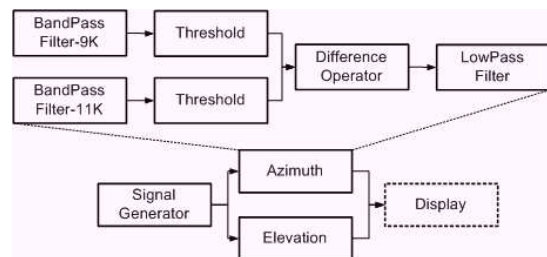 BandPass
Filter-9K
Threshold
BandPass
Filter-11K
Threshold
Difference
Operator
LowPass
Filter
Signal
Generator
Azimuth
Elevation
Display